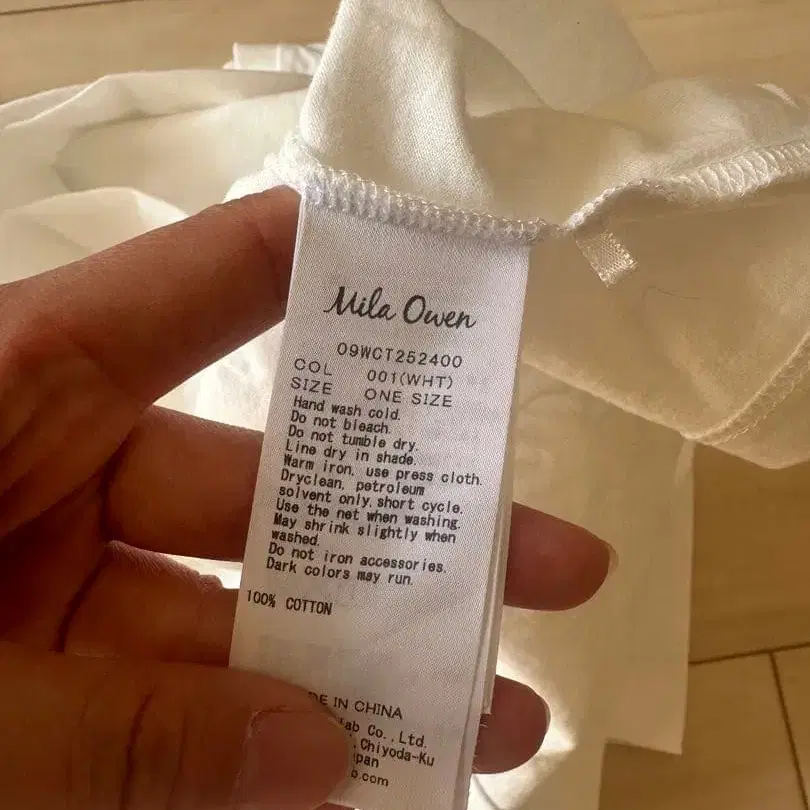 Mila Owen
09WCT252400
COL 001(WHT)
SIZE ONE SIZE
Hand wash cold.
Do not bleach.
Do not tumble dry.
Line dry in shade.
Warm iron, use press cloth.
Dryclean, petroleum
solvent only, short cycle.
Use the net when washing.
May shrink slightly when
washed.
Do not iron accessories.
Dark colors may run.
100% COTTON
IN CHINA
Co.,Ltd.
Chiyoda-Ku